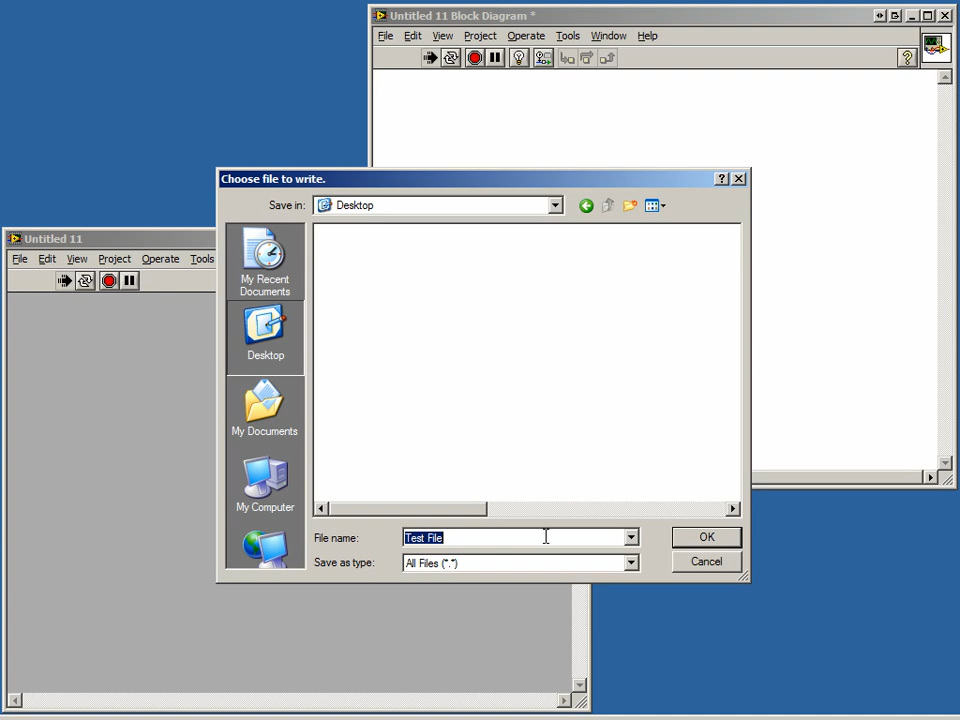 Untitled 11 Block Diagram *
File Edit View Project Operate Tools Window Help
Choose file to write.
Save in: Desktop
Untitled 11
File Edit View Project Operate Tools
My Recent
Documents
Desktop
My Documents
My Computer
File name: Test File OK
Save as type: All Files (*.*) Cancel